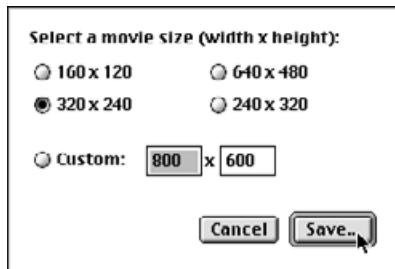 Select a movie size (width x height):
160 x 120 640 x 480
320 x 240 240 x 320
Custom: 800 x 600
Cancel Save...